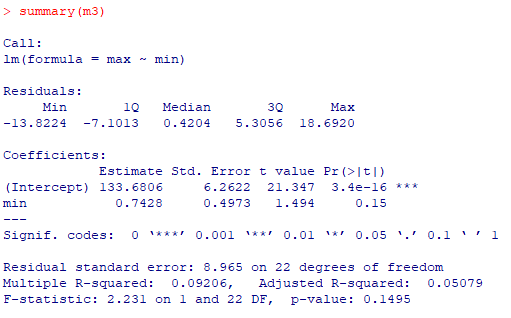 > summary(m3)
Call:
lm(formula = max ~ min)
Residuals:
     Min       1Q   Median       3Q      Max
-13.8224  -7.1013   0.4204   5.3056  18.6920
Coefficients:
            Estimate Std. Error t value Pr(>|t|)
(Intercept) 133.6806     6.2622  21.347  3.4e-16 ***
min           0.7428     0.4973   1.494     0.15
---
Signif. codes:  0 ‘***’ 0.001 ‘**’ 0.01 ‘*’ 0.05 ‘.’ 0.1 ‘ ’ 1
Residual standard error: 8.965 on 22 degrees of freedom
Multiple R-squared:  0.09206,   Adjusted R-squared:  0.05079
F-statistic: 2.231 on 1 and 22 DF,  p-value: 0.1495